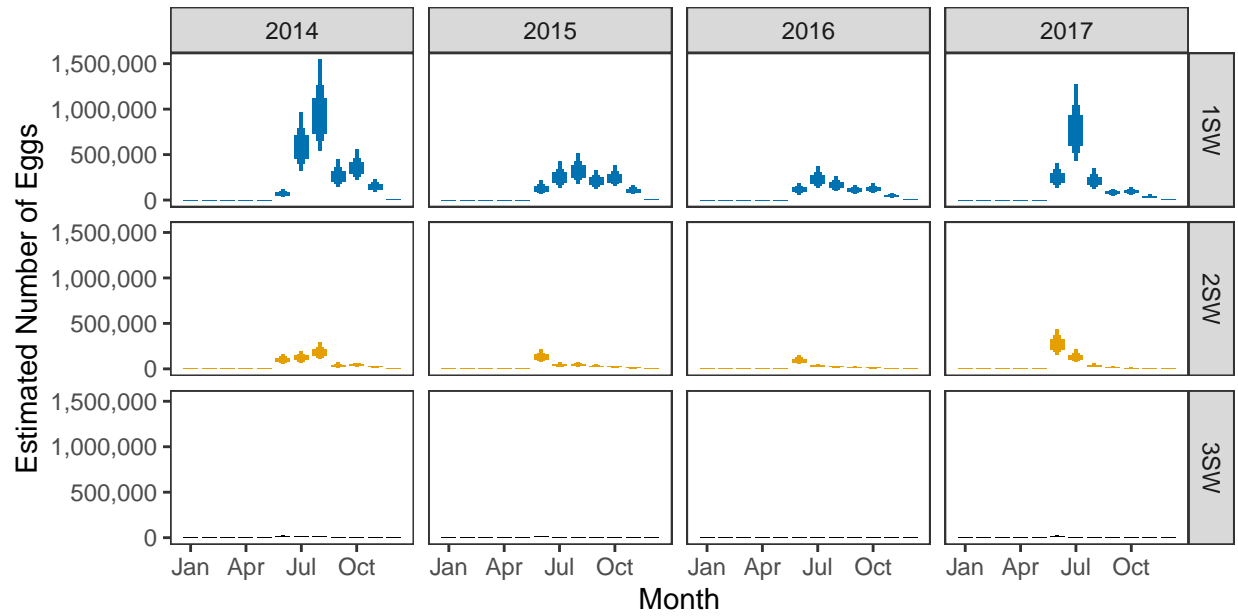 2014 2015 2016 2017
Estimated Number of Eggs
1,500,000
1,000,000
500,000
0
1SW
1,500,000
1,000,000
500,000
0
2SW
1,500,000
1,000,000
500,000
0
3SW
Jan Apr Jul Oct Jan Apr Jul Oct Jan Apr Jul Oct Jan Apr Jul Oct
Month